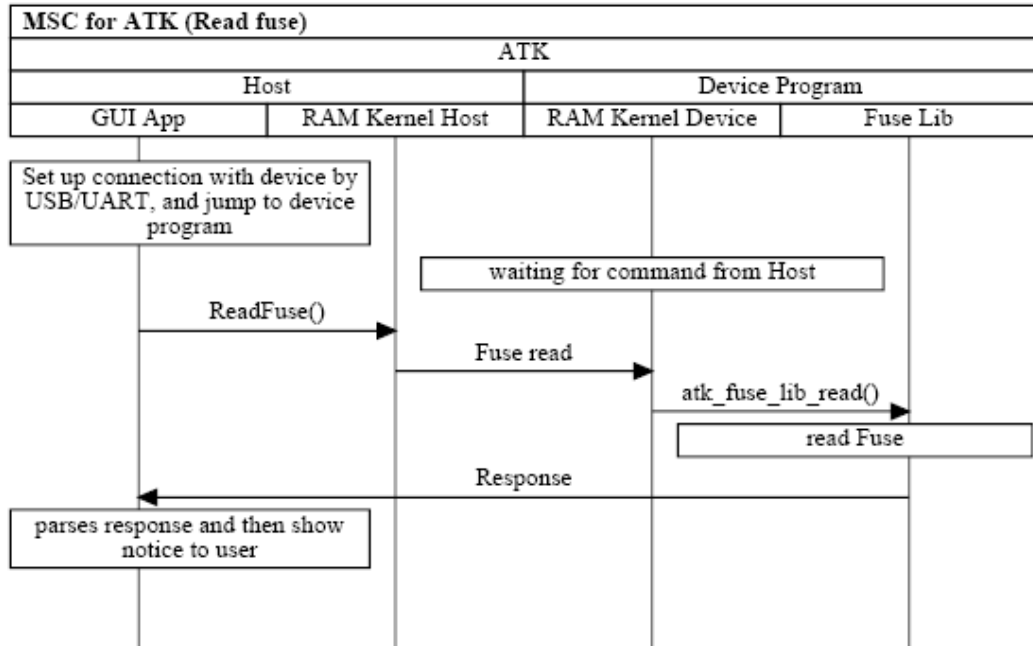 MSC for ATK (Read fuse)
ATK
Host
Device Program
GUI App
RAM Kernel Host
RAM Kernel Device
Fuse Lib
Set up connection with device by
USB/UART, and jump to device
program
waiting for command from Host
ReadFuse()
Fuse read
atk_fuse_lib_read()
read Fuse
Response
parses response and then show
notice to user